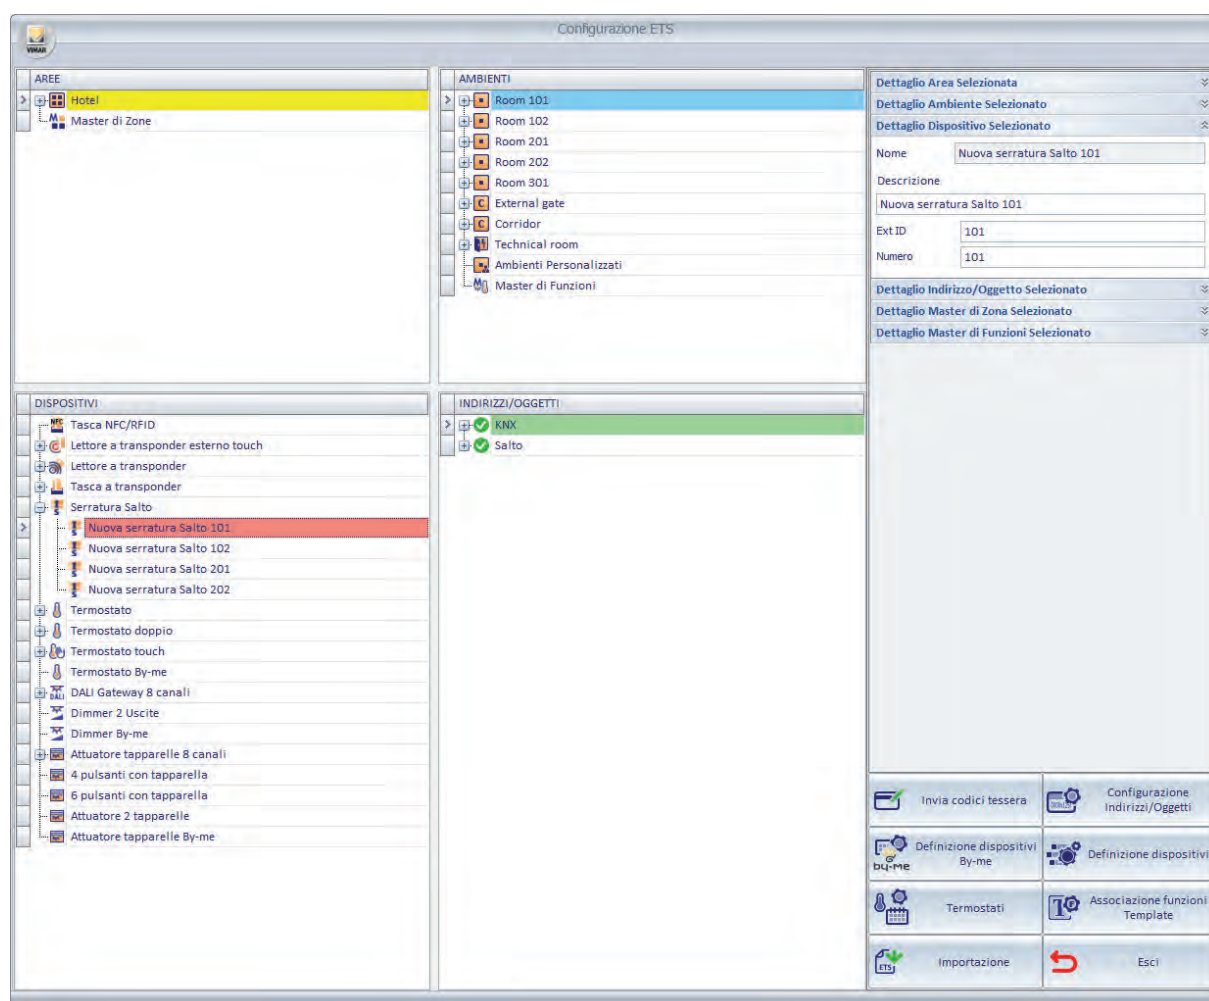 Configurazione ETS
VIMAR
AREE
Hotel
Master di Zone
AMBIENTI
Room 101
Room 102
Room 201
Room 202
Room 301
External gate
Corridor
Technical room
Ambienti Personalizzati
Master di Funzioni
Dettaglio Area Selezionata
Dettaglio Ambiente Selezionato
Dettaglio Dispositivo Selezionato
Nome Nuova serratura Salto 101
Descrizione
Nuova serratura Salto 101
Ext ID 101
Numero 101
Dettaglio Indirizzo/Oggetto Selezionato
Dettaglio Master di Zona Selezionato
Dettaglio Master di Funzioni Selezionato
DISPOSITIVI
Tasca NFC/RFID
Lettore a transponder esterno touch
Lettore a transponder
Tasca a transponder
Serratura Salto
Nuova serratura Salto 101
Nuova serratura Salto 102
Nuova serratura Salto 201
Nuova serratura Salto 202
Termostato
Termostato doppio
Termostato touch
Termostato By-me
DALI Gateway 8 canali
Dimmer 2 Uscite
Dimmer By-me
Attuatore tapparelle 8 canali
4 pulsanti con tapparella
6 pulsanti con tapparella
Attuatore 2 tapparelle
Attuatore tapparelle By-me
INDIRIZZI/OGGETTI
KNX
Salto
Invia codici tessera
Configurazione
Indirizzi/Oggetti
by-me
Definizione dispositivi
By-me
Definizione dispositivi
Termostati
Associazione funzioni
Template
ETS
Importazione
Esci